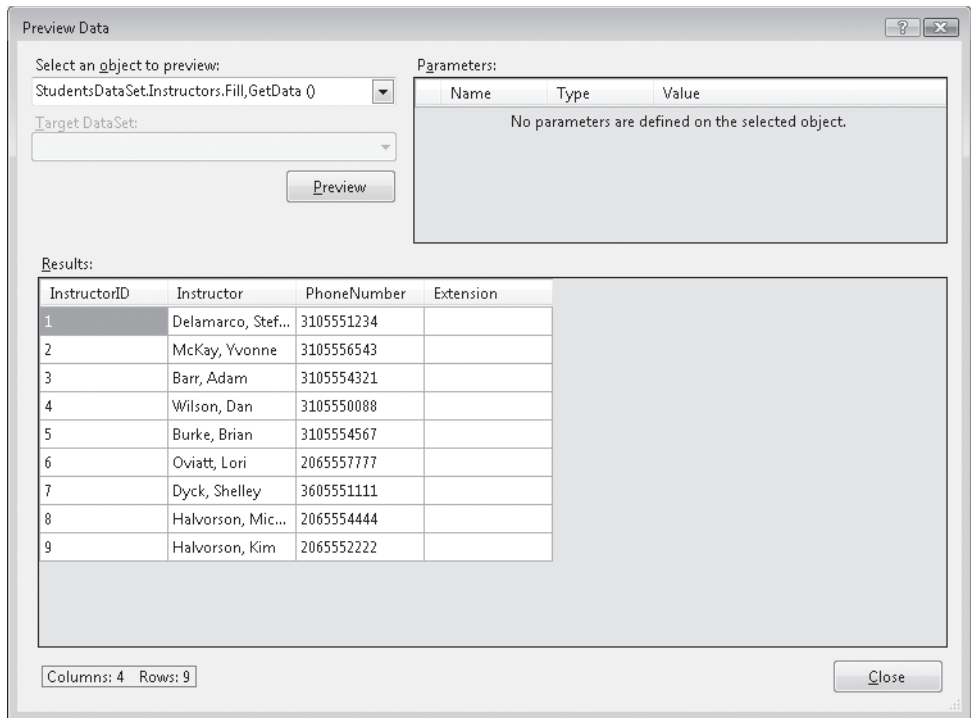 Preview Data
Select an object to preview:
StudentsDataSet.Instructors.Fill,GetData ()
Target DataSet:
Preview
Parameters:
Name Type Value
No parameters are defined on the selected object.
Results:
InstructorID Instructor PhoneNumber Extension
1 Delamarco, Stef... 3105551234
2 McKay, Yvonne 3105556543
3 Barr, Adam 3105554321
4 Wilson, Dan 3105550088
5 Burke, Brian 3105554567
6 Oviatt, Lori 2065557777
7 Dyck, Shelley 3605551111
8 Halvorson, Mic... 2065554444
9 Halvorson, Kim 2065552222
Columns: 4 Rows: 9
Close